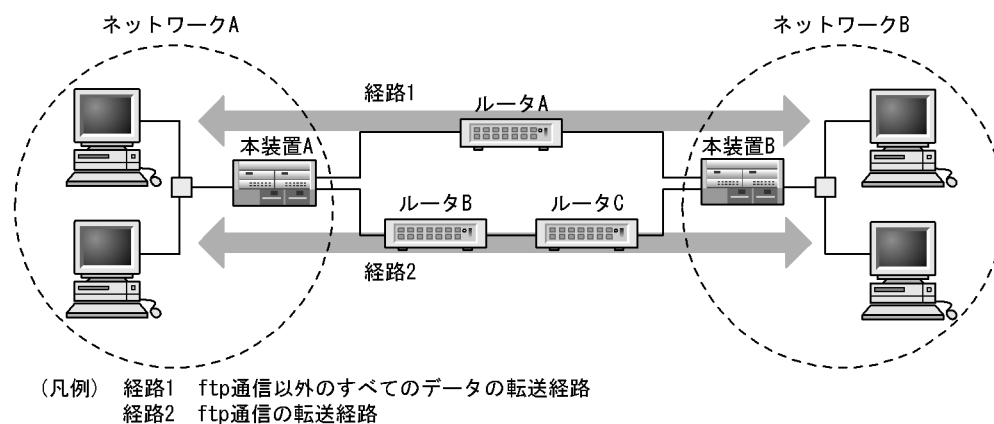 ネットワークA
ネットワークB
経路1
ルータA
本装置A
本装置B
ルータB
ルータC
経路2
(凡例) 経路1 ftp通信以外のすべてのデータの転送経路
経路2 ftp通信の転送経路